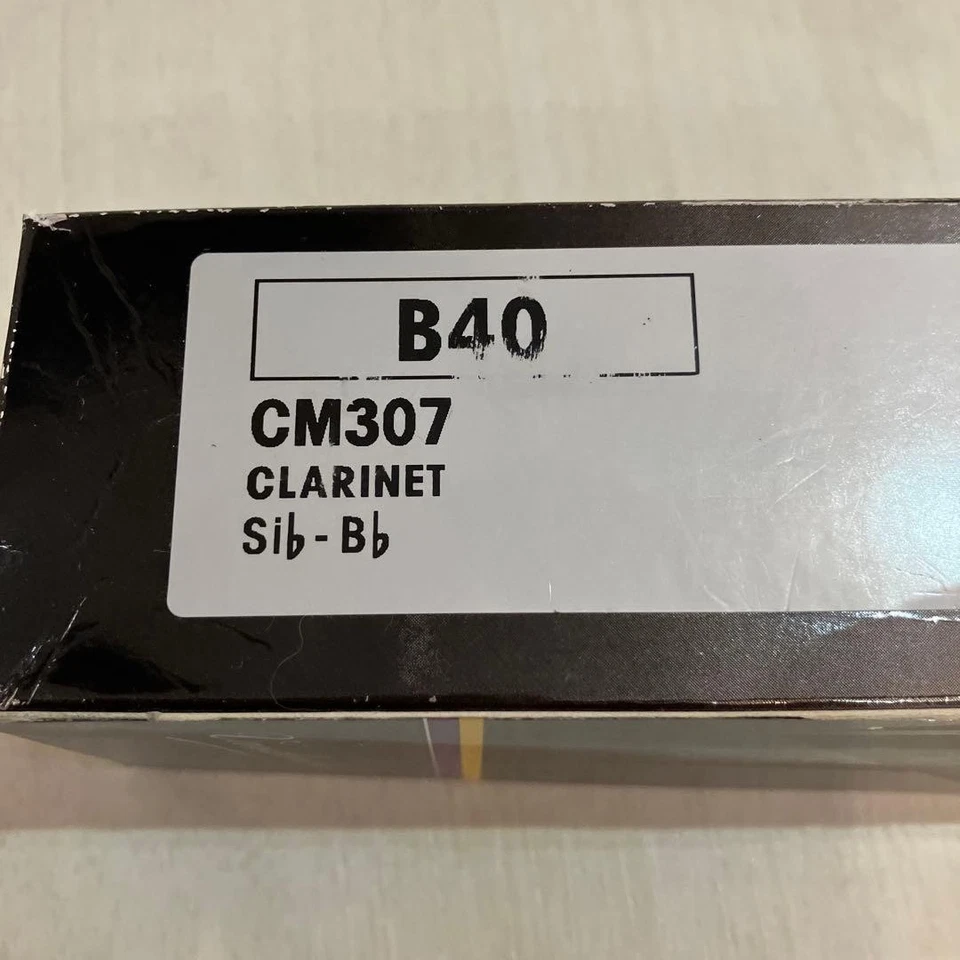 B40
CM307
CLARINET
Si♭-B♭